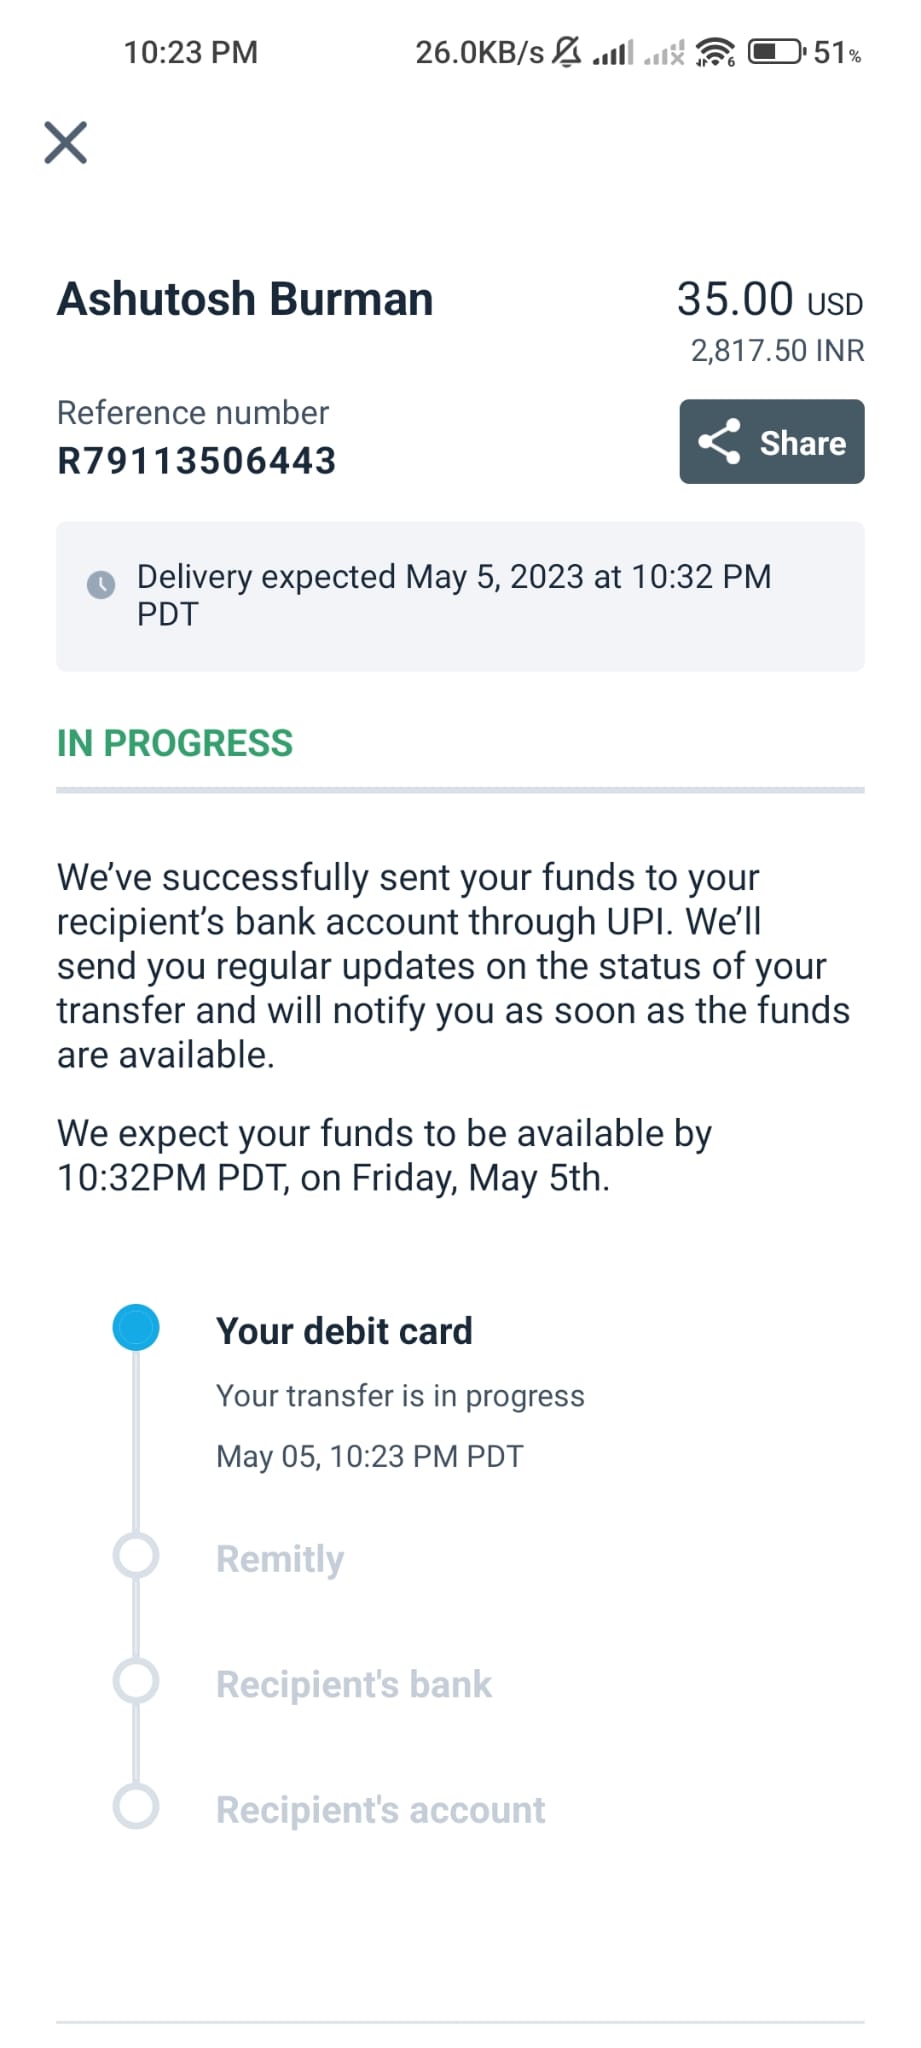 10:23 PM 26.0KB/s 6 51%
Ashutosh Burman 35.00 USD
2,817.50 INR
Reference number
R79113506443
Share
Delivery expected May 5, 2023 at 10:32 PM
PDT
IN PROGRESS
We’ve successfully sent your funds to your
recipient’s bank account through UPI. We’ll
send you regular updates on the status of your
transfer and will notify you as soon as the funds
are available.
We expect your funds to be available by
10:32PM PDT, on Friday, May 5th.
Your debit card
Your transfer is in progress
May 05, 10:23 PM PDT
Remitly
Recipient's bank
Recipient's account